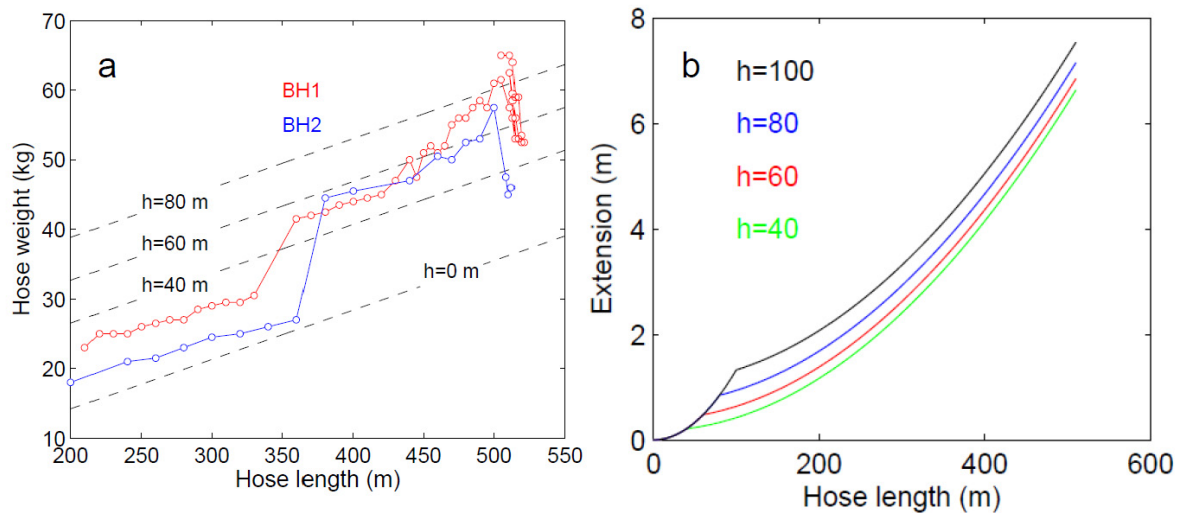 a
Hose weight (kg)
70
60
50
40
30
20
10
BH1
BH2
h=80 m
h=60 m
h=40 m
h=0 m
200
250
300
350
400
450
500
550
Hose length (m)
b
Extension (m)
8
6
4
2
0
h=100
h=80
h=60
h=40
0
200
400
600
Hose length (m)